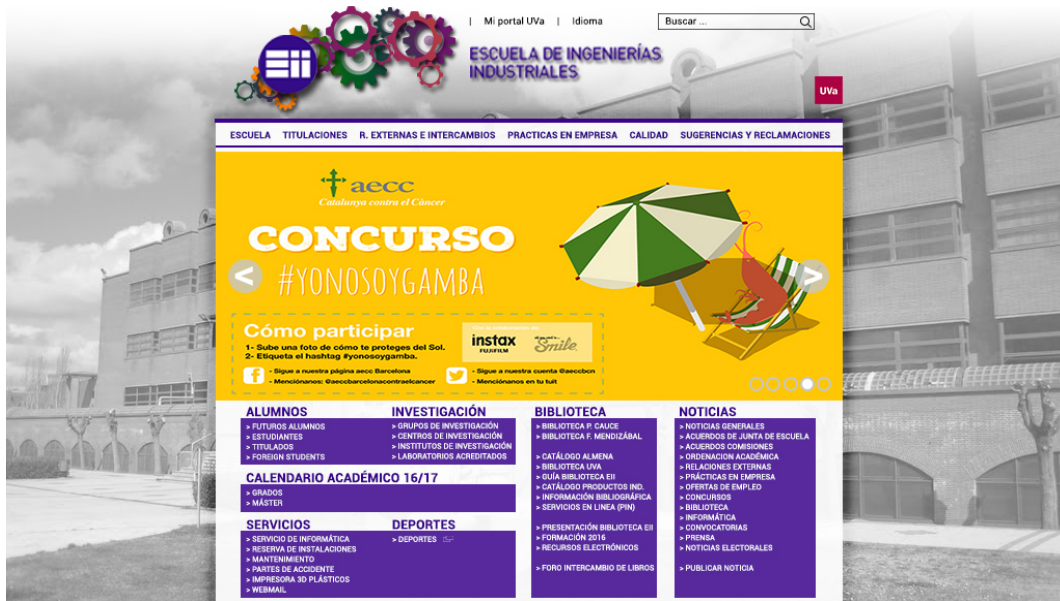 | Mi portal UVa | Idioma
Buscar ...
EII
ESCUELA DE INGENIERÍAS
INDUSTRIALES
UVa
ESCUELA TITULACIONES R. EXTERNAS E INTERCAMBIOS PRACTICAS EN EMPRESA CALIDAD SUGERENCIAS Y RECLAMACIONES
aecc
Catalunya contra el Càncer
CONCURSO
#YONOSOYGAMBA
< >
Cómo participar
1- Sube una foto de cómo te proteges del Sol.
2- Etiqueta el hashtag #yonosoygamba.
- Sigue a nuestra página aecc Barcelona
- Menciónanos: @aeccbarcelonacontraelcancer
Con la colaboración de:
instax
FUJIFILM
Smile
- Sigue a nuestra cuenta @aeccbcn
- Menciónanos en tu tuit
ALUMNOS
> FUTUROS ALUMNOS
> ESTUDIANTES
> TITULADOS
> FOREIGN STUDENTS
INVESTIGACIÓN
> GRUPOS DE INVESTIGACIÓN
> CENTROS DE INVESTIGACIÓN
> INSTITUTOS DE INVESTIGACIÓN
> LABORATORIOS ACREDITADOS
CALENDARIO ACADÉMICO 16/17
> GRADOS
> MÁSTER
SERVICIOS
> SERVICIO DE INFORMÁTICA
> RESERVA DE INSTALACIONES
> MANTENIMIENTO
> PARTES DE ACCIDENTE
> IMPRESORA 3D PLÁSTICOS
> WEBMAIL
DEPORTES
> DEPORTES
BIBLIOTECA
> BIBLIOTECA P. CAUCE
> BIBLIOTECA F. MENDIZÁBAL
> CATÁLOGO ALMENA
> BIBLIOTECA UVA
> GUÍA BIBLIOTECA EII
> CATÁLOGO PRODUCTOS IND.
> INFORMACIÓN BIBLIOGRÁFICA
> SERVICIOS EN LINEA (PIN)
> PRESENTACIÓN BIBLIOTECA EII
> FORMACIÓN 2016
> RECURSOS ELECTRÓNICOS
> FORO INTERCAMBIO DE LIBROS
NOTICIAS
> NOTICIAS GENERALES
> ACUERDOS DE JUNTA DE ESCUELA
> ACUERDOS COMISIONES
> ORDENACION ACADÉMICA
> RELACIONES EXTERNAS
> PRÁCTICAS EN EMPRESA
> OFERTAS DE EMPLEO
> CONCURSOS
> BIBLIOTECA
> INFORMÁTICA
> CONVOCATORIAS
> PRENSA
> NOTICIAS ELECTORALES
> PUBLICAR NOTICIA